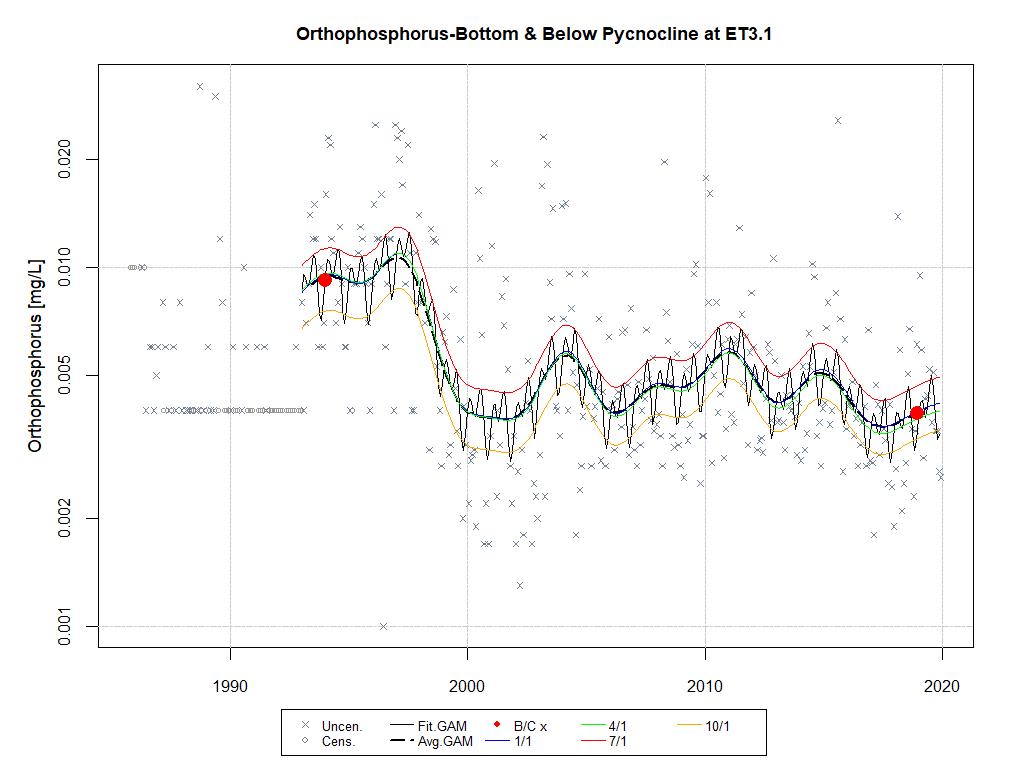 Orthophosphorus-Bottom & Below Pycnocline at ET3.1
Orthophosphorus [mg/L]
0.020
0.010
0.005
0.002
0.001
1990 2000 2010 2020
Uncen. Fit.GAM B/C x 4/1 10/1
Cens. Avg.GAM 1/1 7/1